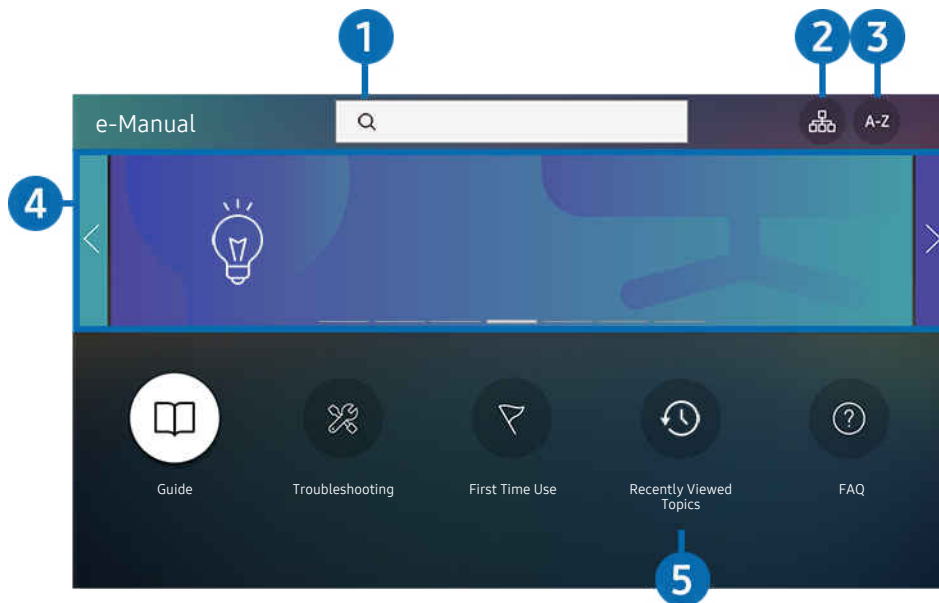 1
2
3
e-Manual
A-Z
4
Guide
Troubleshooting
First Time Use
Recently Viewed
Topics
FAQ
5